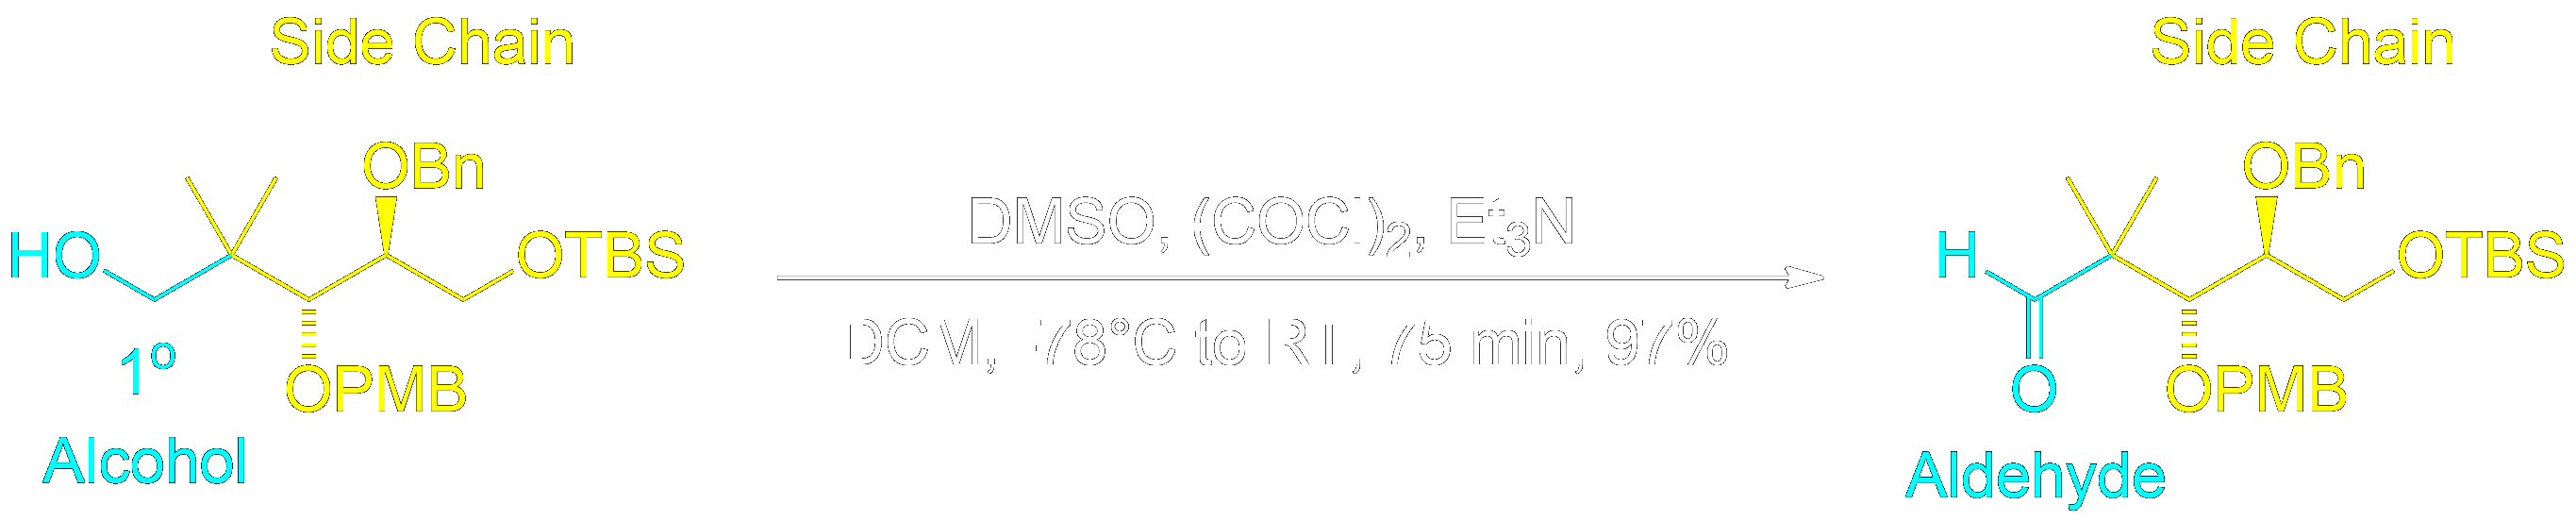 Side Chain
Side Chain
OBn
OBn
HO
OTBS
DMSO, (COCl)₂, Et₃N
H
OTBS
1º
OPMB
DCM, -78°C to RT, 75 min, 97%
O
OPMB
Alcohol
Aldehyde